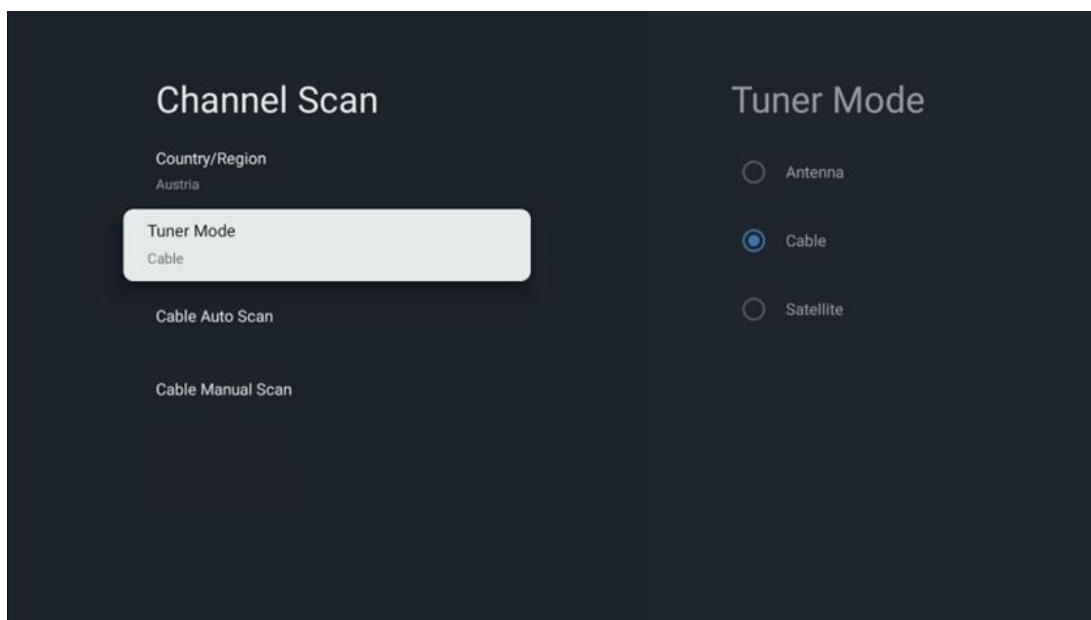 Channel Scan
Country/Region
Austria
Tuner Mode
Cable
Cable Auto Scan
Cable Manual Scan
Tuner Mode
Antenna
Cable
Satellite